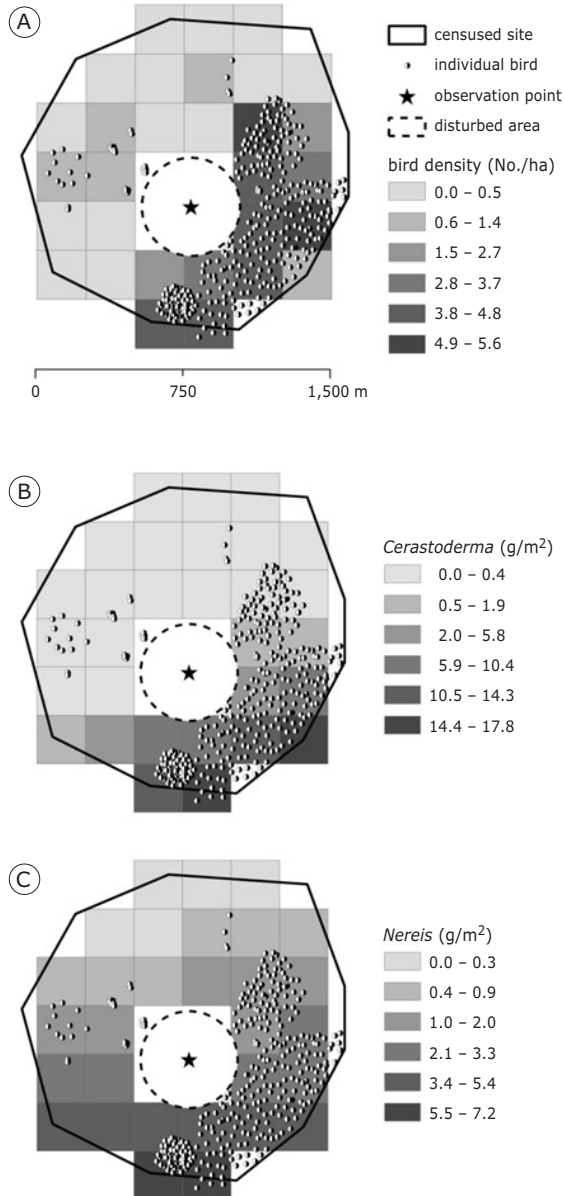 A
censused site
individual bird
observation point
disturbed area
bird density (No./ha)
0.0 – 0.5
0.6 – 1.4
1.5 – 2.7
2.8 – 3.7
3.8 – 4.8
4.9 – 5.6
0 750 1,500 m
B
Cerastoderma (g/m²)
0.0 – 0.4
0.5 – 1.9
2.0 – 5.8
5.9 – 10.4
10.5 – 14.3
14.4 – 17.8
C
Nereis (g/m²)
0.0 – 0.3
0.4 – 0.9
1.0 – 2.0
2.1 – 3.3
3.4 – 5.4
5.5 – 7.2